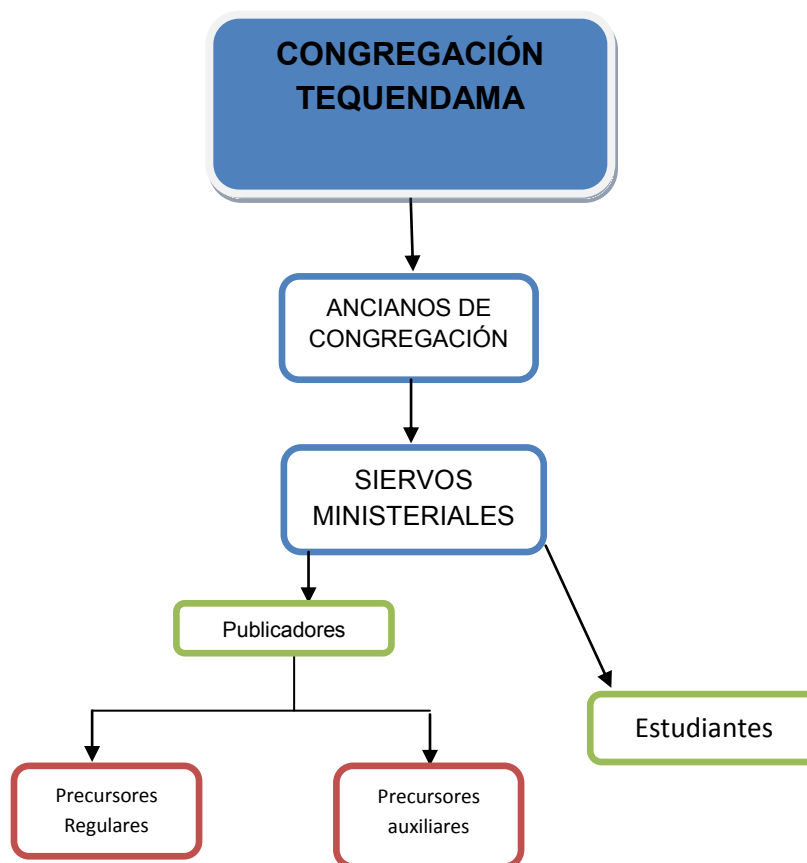 CONGREGACIÓN
TEQUENDAMA
ANCIANOS DE
CONGREGACIÓN
SIERVOS
MINISTERIALES
Publicadores
Estudiantes
Precursores
Regulares
Precursores
auxiliares